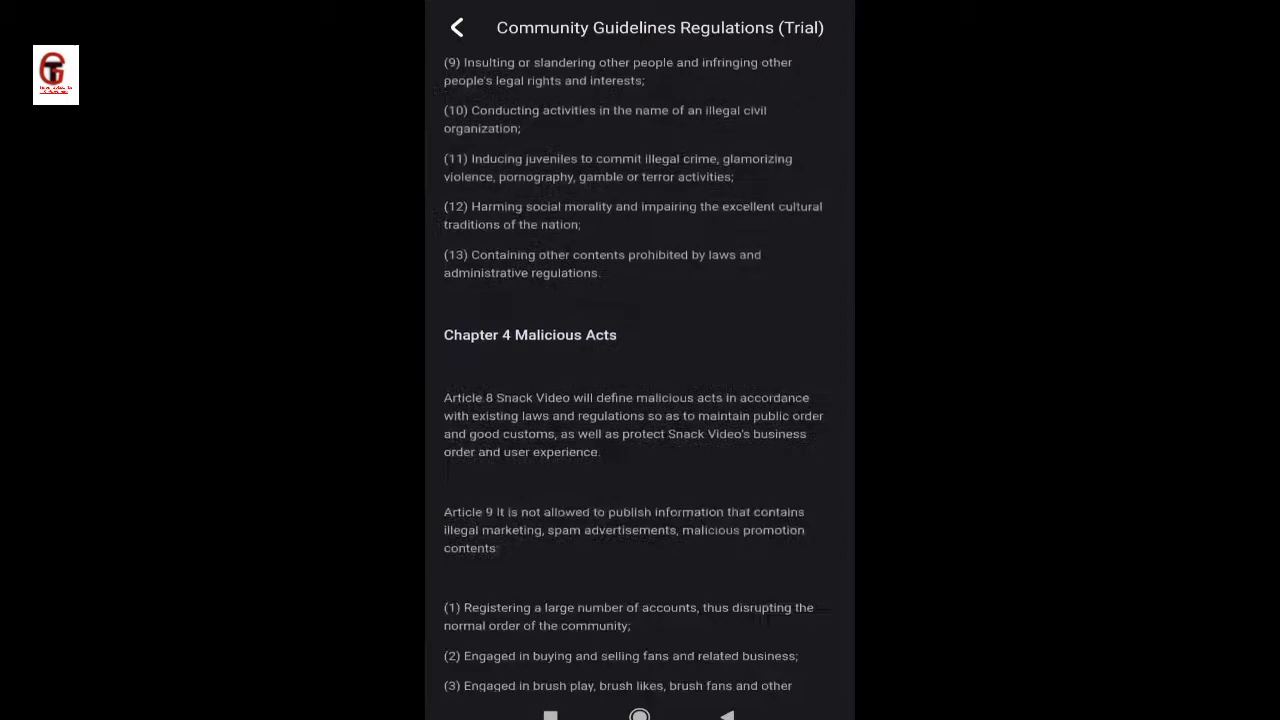 Community Guidelines Regulations (Trial)
(9) Insulting or slandering other people and infringing other
people's legal rights and interests;
(10) Conducting activities in the name of an illegal civil
organization;
(11) Inducing juveniles to commit illegal crime, glamorizing
violence, pornography, gamble or terror activities;
(12) Harming social morality and impairing the excellent cultural
traditions of the nation;
(13) Containing other contents prohibited by laws and
administrative regulations.
Chapter 4 Malicious Acts
Article 8 Snack Video will define malicious acts in accordance
with existing laws and regulations so as to maintain public order
and good customs, as well as protect Snack Video's business
order and user experience.
Article 9 It is not allowed to publish information that contains
illegal marketing, spam advertisements, malicious promotion
contents:
(1) Registering a large number of accounts, thus disrupting the
normal order of the community;
(2) Engaged in buying and selling fans and related business;
(3) Engaged in brush play, brush likes, brush fans and other